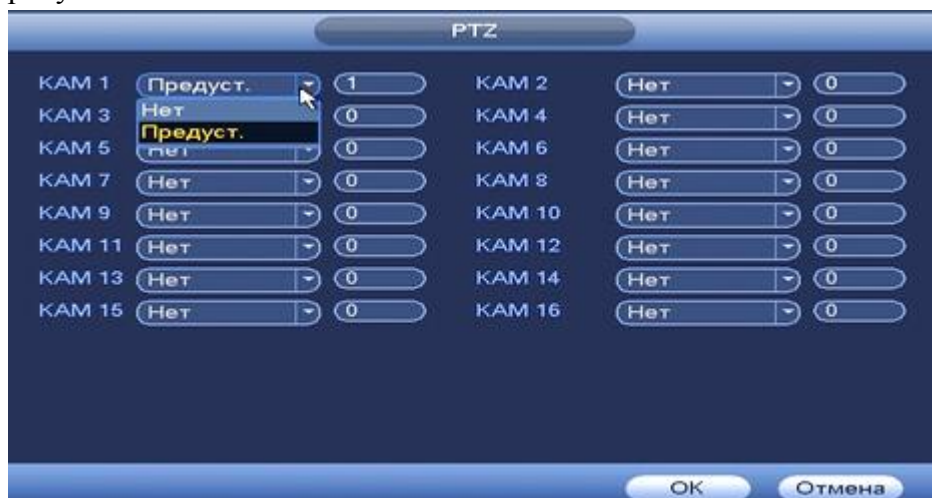 PTZ
КАМ 1 Предуст. 1 КАМ 2 Нет 0
КАМ 3 Нет 0 КАМ 4 Нет 0
Предуст.
КАМ 5 Нет 0 КАМ 6 Нет 0
КАМ 7 Нет 0 КАМ 8 Нет 0
КАМ 9 Нет 0 КАМ 10 Нет 0
КАМ 11 Нет 0 КАМ 12 Нет 0
КАМ 13 Нет 0 КАМ 14 Нет 0
КАМ 15 Нет 0 КАМ 16 Нет 0
ОК Отмена